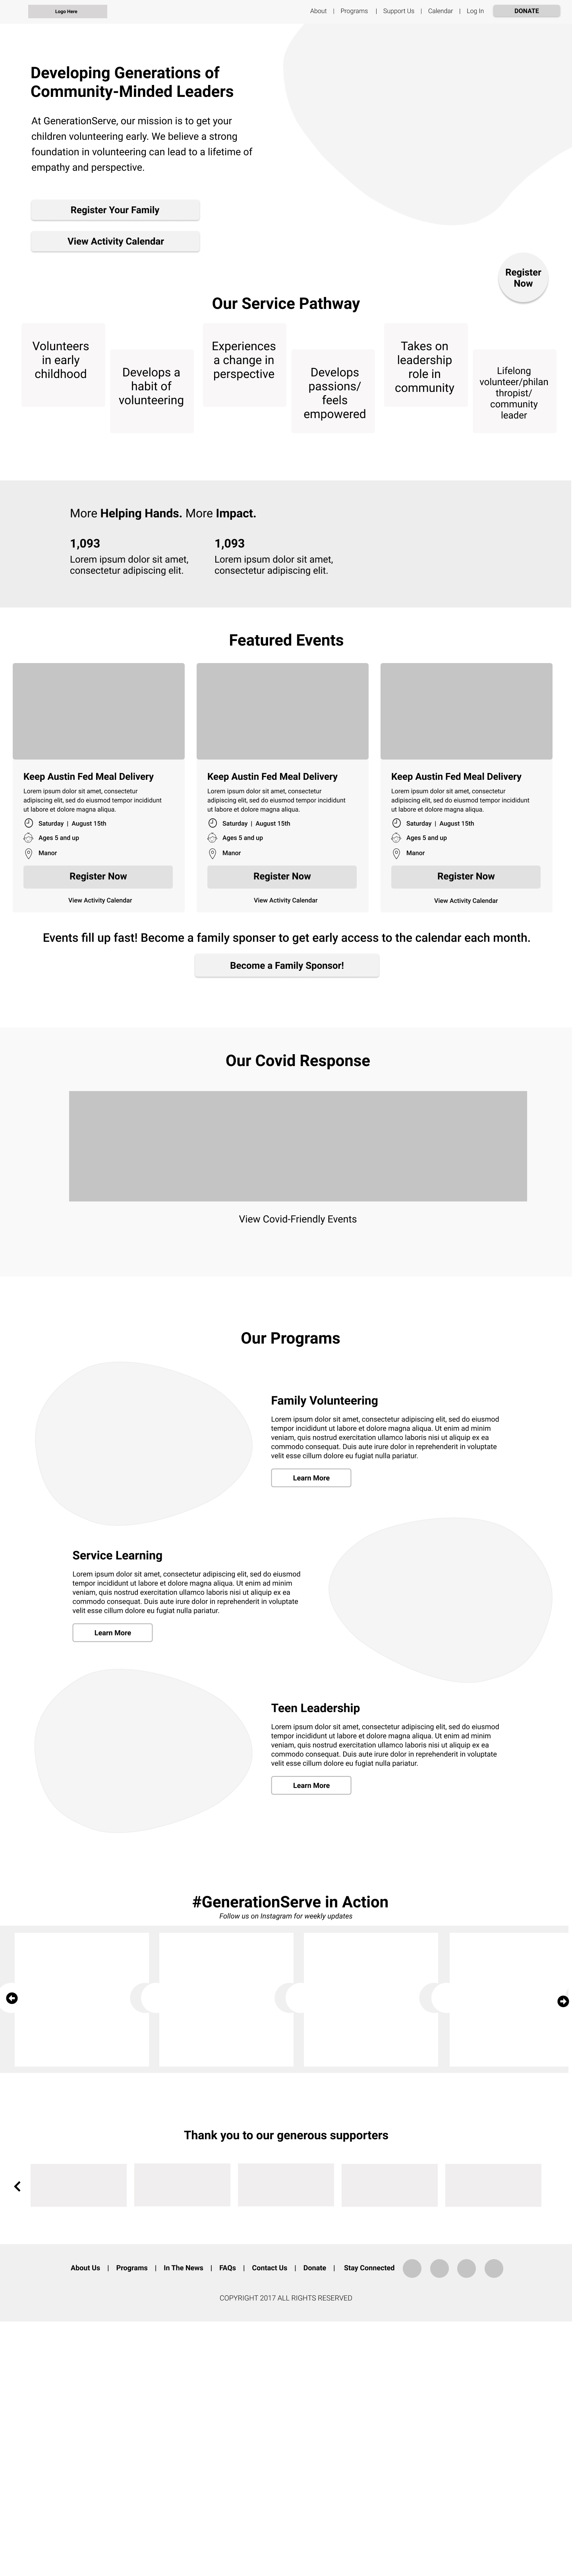 Logo Here
About | Programs | Support Us | Calendar | Log In DONATE
Developing Generations of
Community-Minded Leaders
At GenerationServe, our mission is to get your
children volunteering early. We believe a strong
foundation in volunteering can lead to a lifetime of
empathy and perspective.
Register Your Family
View Activity Calendar
Register
Now
Our Service Pathway
Volunteers
in early
childhood
Develops a
habit of
volunteering
Experiences
a change in
perspective
Develops
passions/
feels
empowered
Takes on
leadership
role in
community
Lifelong
volunteer/philan
thropist/
community
leader
More Helping Hands. More Impact.
1,093
Lorem ipsum dolor sit amet,
consectetur adipiscing elit.
1,093
Lorem ipsum dolor sit amet,
consectetur adipiscing elit.
Featured Events
Keep Austin Fed Meal Delivery
Lorem ipsum dolor sit amet, consectetur
adipiscing elit, sed do eiusmod tempor incididunt
ut labore et dolore magna aliqua.
Saturday | August 15th
Ages 5 and up
Manor
Register Now
View Activity Calendar
Keep Austin Fed Meal Delivery
Lorem ipsum dolor sit amet, consectetur
adipiscing elit, sed do eiusmod tempor incididunt
ut labore et dolore magna aliqua.
Saturday | August 15th
Ages 5 and up
Manor
Register Now
View Activity Calendar
Keep Austin Fed Meal Delivery
Lorem ipsum dolor sit amet, consectetur
adipiscing elit, sed do eiusmod tempor incididunt
ut labore et dolore magna aliqua.
Saturday | August 15th
Ages 5 and up
Manor
Register Now
View Activity Calendar
Events fill up fast! Become a family sponser to get early access to the calendar each month.
Become a Family Sponsor!
Our Covid Response
View Covid-Friendly Events
Our Programs
Family Volunteering
Lorem ipsum dolor sit amet, consectetur adipiscing elit, sed do eiusmod
tempor incididunt ut labore et dolore magna aliqua. Ut enim ad minim
veniam, quis nostrud exercitation ullamco laboris nisi ut aliquip ex ea
commodo consequat. Duis aute irure dolor in reprehenderit in voluptate
velit esse cillum dolore eu fugiat nulla pariatur.
Learn More
Service Learning
Lorem ipsum dolor sit amet, consectetur adipiscing elit, sed do eiusmod
tempor incididunt ut labore et dolore magna aliqua. Ut enim ad minim
veniam, quis nostrud exercitation ullamco laboris nisi ut aliquip ex ea
commodo consequat. Duis aute irure dolor in reprehenderit in voluptate
velit esse cillum dolore eu fugiat nulla pariatur.
Learn More
Teen Leadership
Lorem ipsum dolor sit amet, consectetur adipiscing elit, sed do eiusmod
tempor incididunt ut labore et dolore magna aliqua. Ut enim ad minim
veniam, quis nostrud exercitation ullamco laboris nisi ut aliquip ex ea
commodo consequat. Duis aute irure dolor in reprehenderit in voluptate
velit esse cillum dolore eu fugiat nulla pariatur.
Learn More
#GenerationServe in Action
Follow us on Instagram for weekly updates
Thank you to our generous supporters
About Us | Programs | In The News | FAQs | Contact Us | Donate | Stay Connected
COPYRIGHT 2017 ALL RIGHTS RESERVED